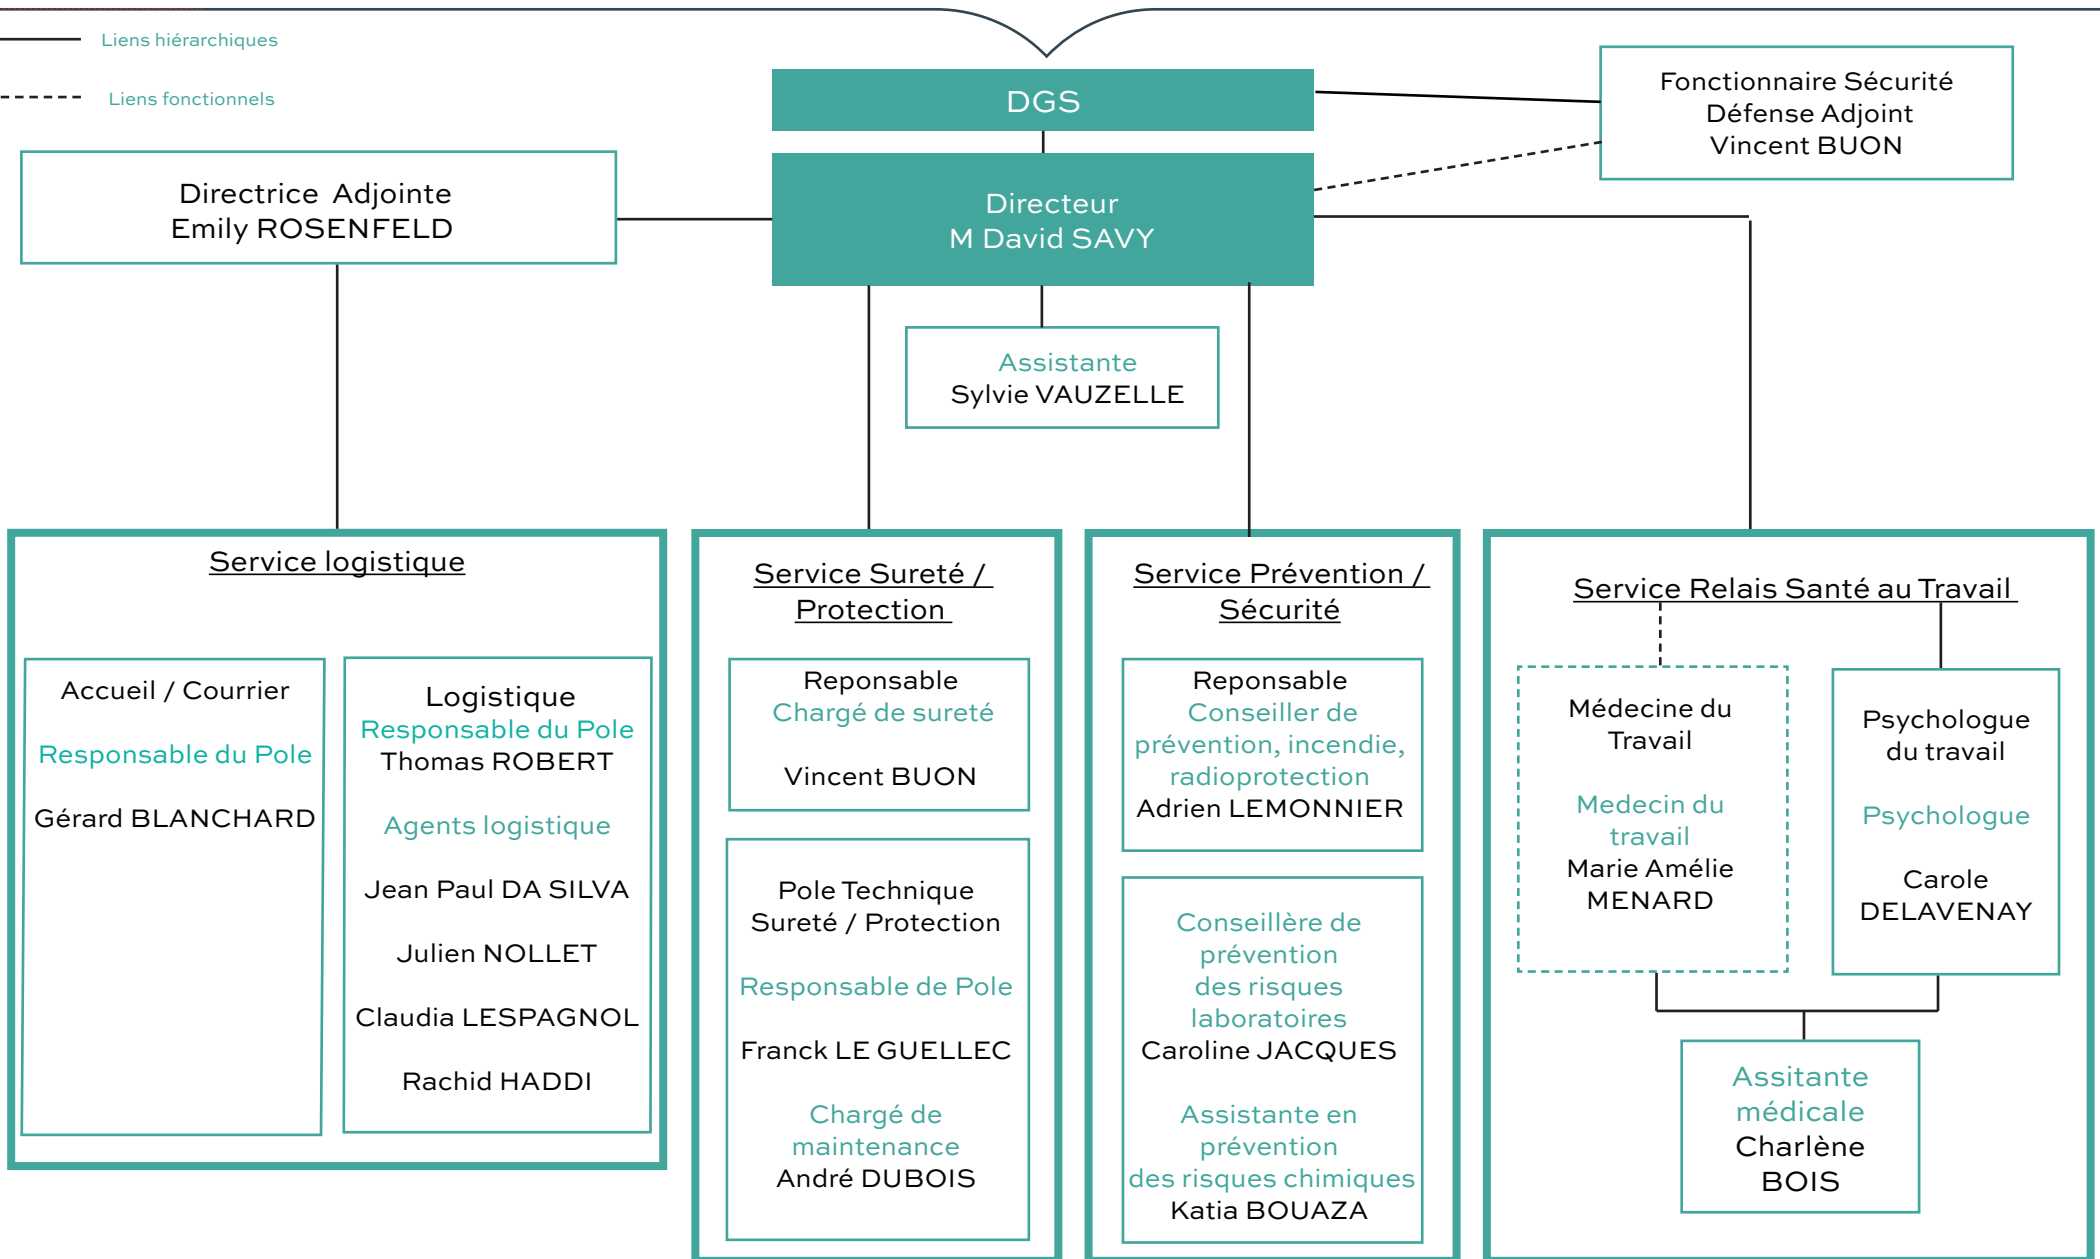 Liens hiérarchiques
Liens fonctionnels
DGS
Fonctionnaire Sécurité
Défense Adjoint
Vincent BUON
Directrice Adjointe
Emily ROSENFELD
Directeur
M David SAVY
Assistante
Sylvie VAUZELLE
Service logistique
Accueil / Courrier
Responsable du Pole
Gérard BLANCHARD
Logistique
Responsable du Pole
Thomas ROBERT
Agents logistique
Jean Paul DA SILVA
Julien NOLLET
Claudia LESPAGNOL
Rachid HADDI
Service Sureté /
Protection
Reponsable
Chargé de sureté
Vincent BUON
Pole Technique
Sureté / Protection
Responsable de Pole
Franck LE GUELLEC
Chargé de
maintenance
André DUBOIS
Service Prévention /
Sécurité
Reponsable
Conseiller de
prévention, incendie,
radioprotection
Adrien LEMONNIER
Conseillère de
prévention
des risques
laboratoires
Caroline JACQUES
Assistante en
prévention
des risques chimiques
Katia BOUAZA
Service Relais Santé au Travail
Médecine du
Travail
Medecin du
travail
Marie Amélie
MENARD
Psychologue
du travail
Psychologue
Carole
DELAVENAY
Assitante
médicale
Charlène
BOIS